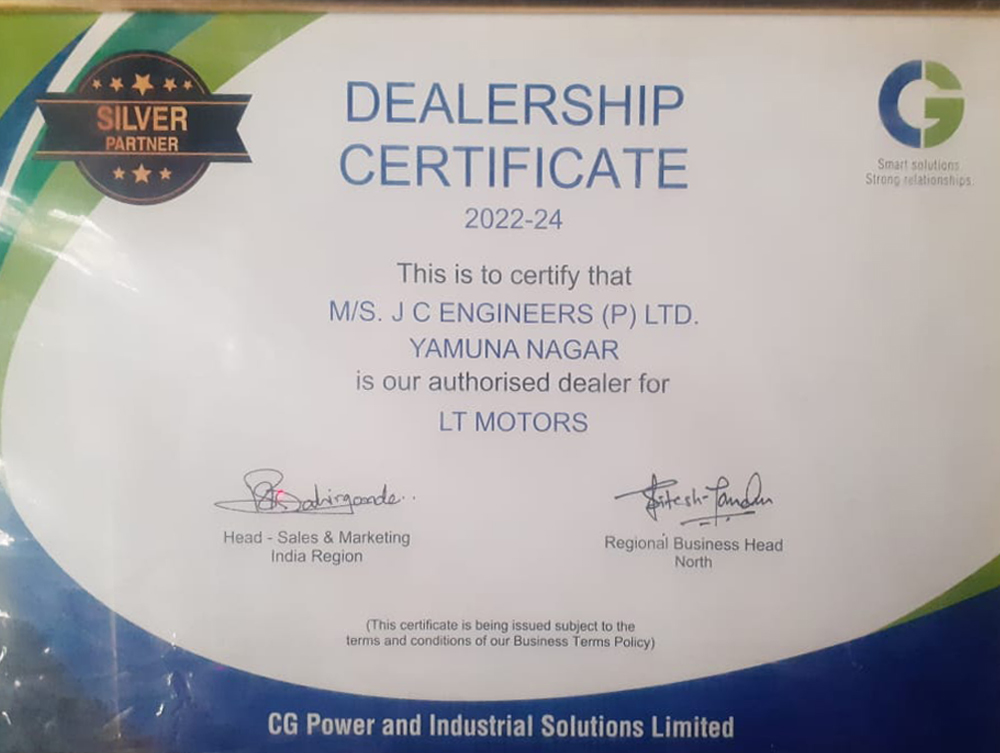 SILVER
PARTNER
DEALERSHIP
CERTIFICATE
2022-24
CG
Smart solutions.
Strong relationships.
This is to certify that
M/S. J C ENGINEERS (P) LTD.
YAMUNA NAGAR
is our authorised dealer for
LT MOTORS
Head - Sales & Marketing
India Region
Regional Business Head
North
(This certificate is being issued subject to the
terms and conditions of our Business Terms Policy)
CG Power and Industrial Solutions Limited